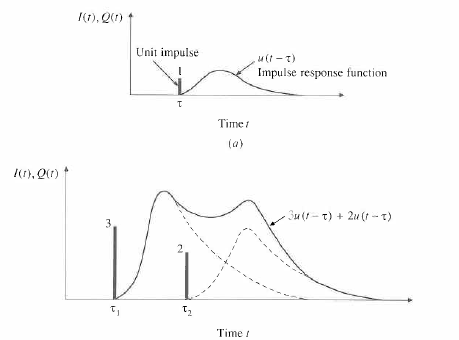 I(t), Q(t)
Unit impulse
u(t − τ)
1
Impulse response function
τ
Time t
(a)
I(t), Q(t)
3u(t − τ) + 2u(t − τ)
3
2
τ₁
τ₂
Time t